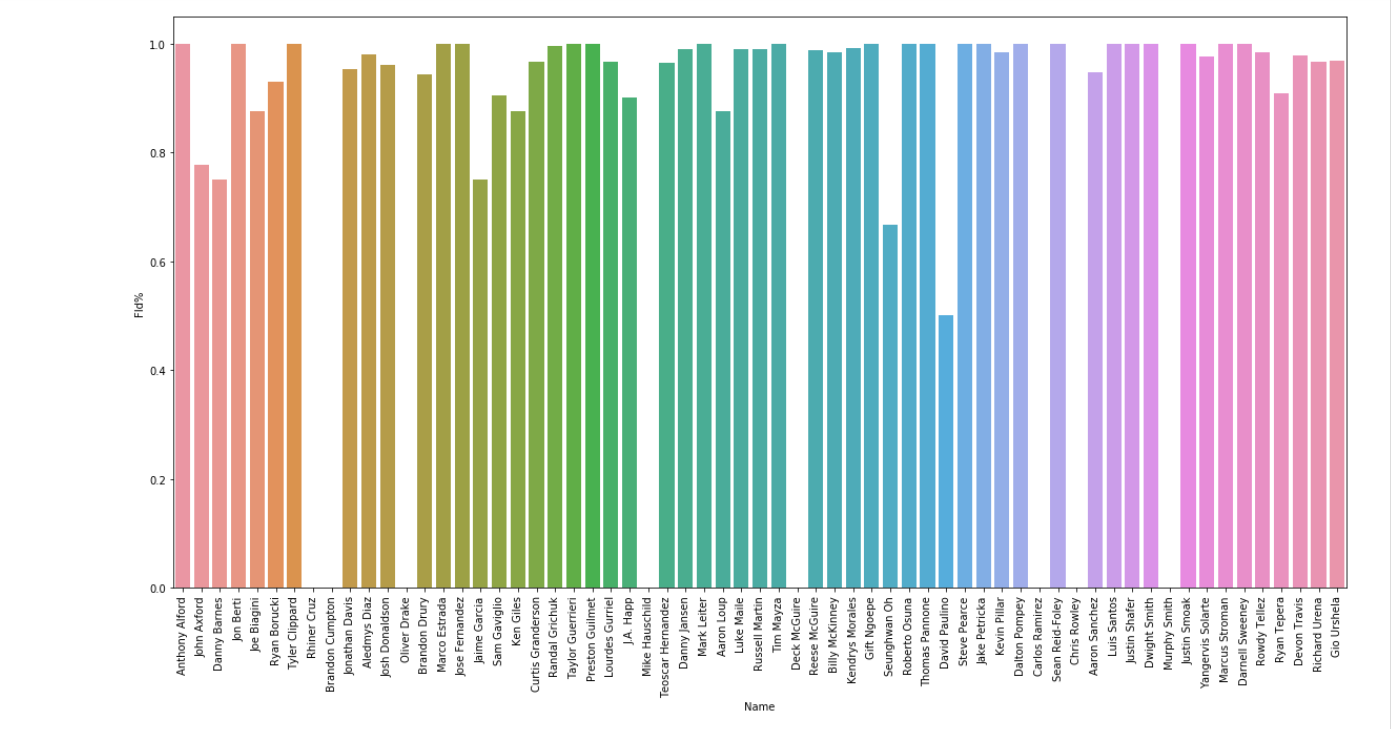 1.0
0.8
0.6
0.4
0.2
0.0
Fld%
Anthony Alford
John Axford
Danny Barnes
Jon Berti
Joe Biagini
Ryan Borucki
Tyler Clippard
Rhiner Cruz
Brandon Cumpton
Jonathan Davis
Aledmys Diaz
Josh Donaldson
Oliver Drake
Brandon Drury
Marco Estrada
Jose Fernandez
Jaime Garcia
Sam Gaviglio
Ken Giles
Curtis Granderson
Randal Grichuk
Taylor Guerrieri
Preston Guilmet
Lourdes Gurriel
J.A. Happ
Mike Hauschild
Teoscar Hernandez
Danny Jansen
Mark Leiter
Aaron Loup
Luke Maile
Russell Martin
Tim Mayza
Deck McGuire
Reese McGuire
Billy McKinney
Kendrys Morales
Gift Ngoepe
Seunghwan Oh
Roberto Osuna
Thomas Pannone
David Paulino
Steve Pearce
Jake Petricka
Kevin Pillar
Dalton Pompey
Carlos Ramirez
Sean Reid-Foley
Chris Rowley
Aaron Sanchez
Luis Santos
Justin Shafer
Dwight Smith
Murphy Smith
Justin Smoak
Yangervis Solarte
Marcus Stroman
Darnell Sweeney
Rowdy Tellez
Ryan Tepera
Devon Travis
Richard Urena
Gio Urshela
Name